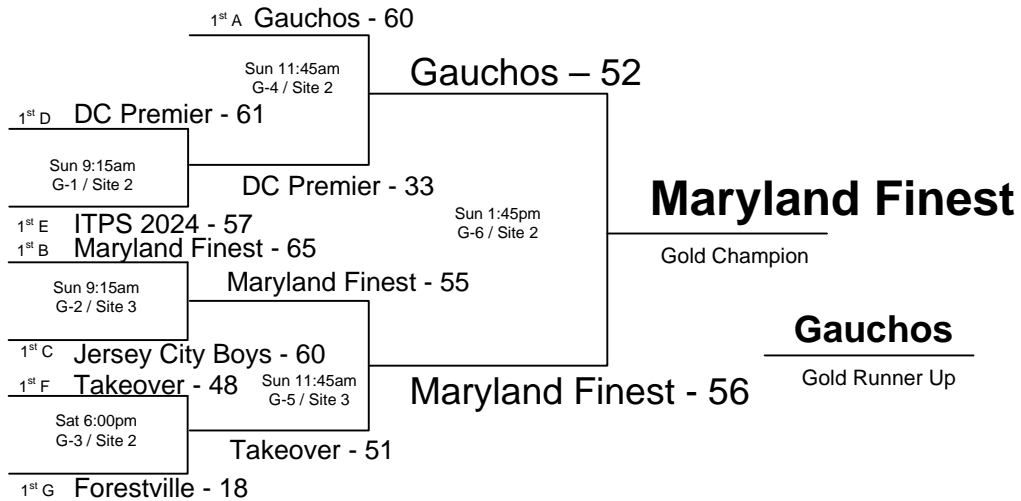 1st A Gauchos - 60
Sun 11:45am
G-4 / Site 2
Gauchos – 52
1st D DC Premier - 61
Sun 9:15am
G-1 / Site 2
DC Premier - 33
1st E ITPS 2024 - 57
Sun 1:45pm
G-6 / Site 2
Maryland Finest
Gold Champion
1st B Maryland Finest - 65
Sun 9:15am
G-2 / Site 3
Maryland Finest - 55
1st C Jersey City Boys - 60
Sun 11:45am
G-5 / Site 3
Maryland Finest - 56
Gauchos
Gold Runner Up
1st F Takeover - 48
Sat 6:00pm
G-3 / Site 2
Takeover - 51
1st G Forestville - 18